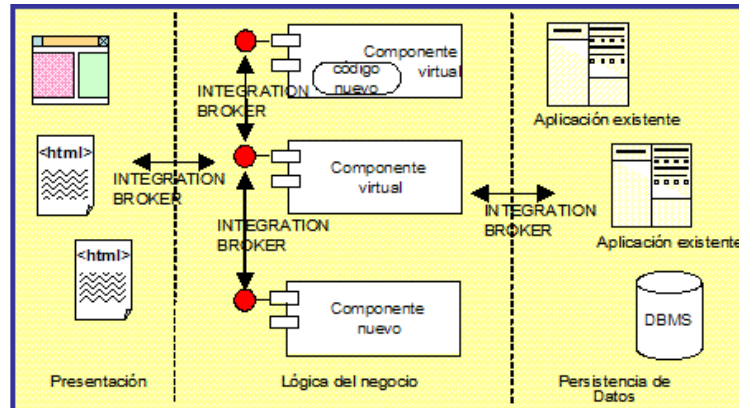 Componente
virtual
código
nuevo
INTEGRATION
BROKER
Aplicación existente
<html>
INTEGRATION
BROKER
Componente
virtual
INTEGRATION
BROKER
INTEGRATION
BROKER
Aplicación existente
<html>
Componente
nuevo
DBMS
Presentación
Lógica del negocio
Persistencia de
Datos